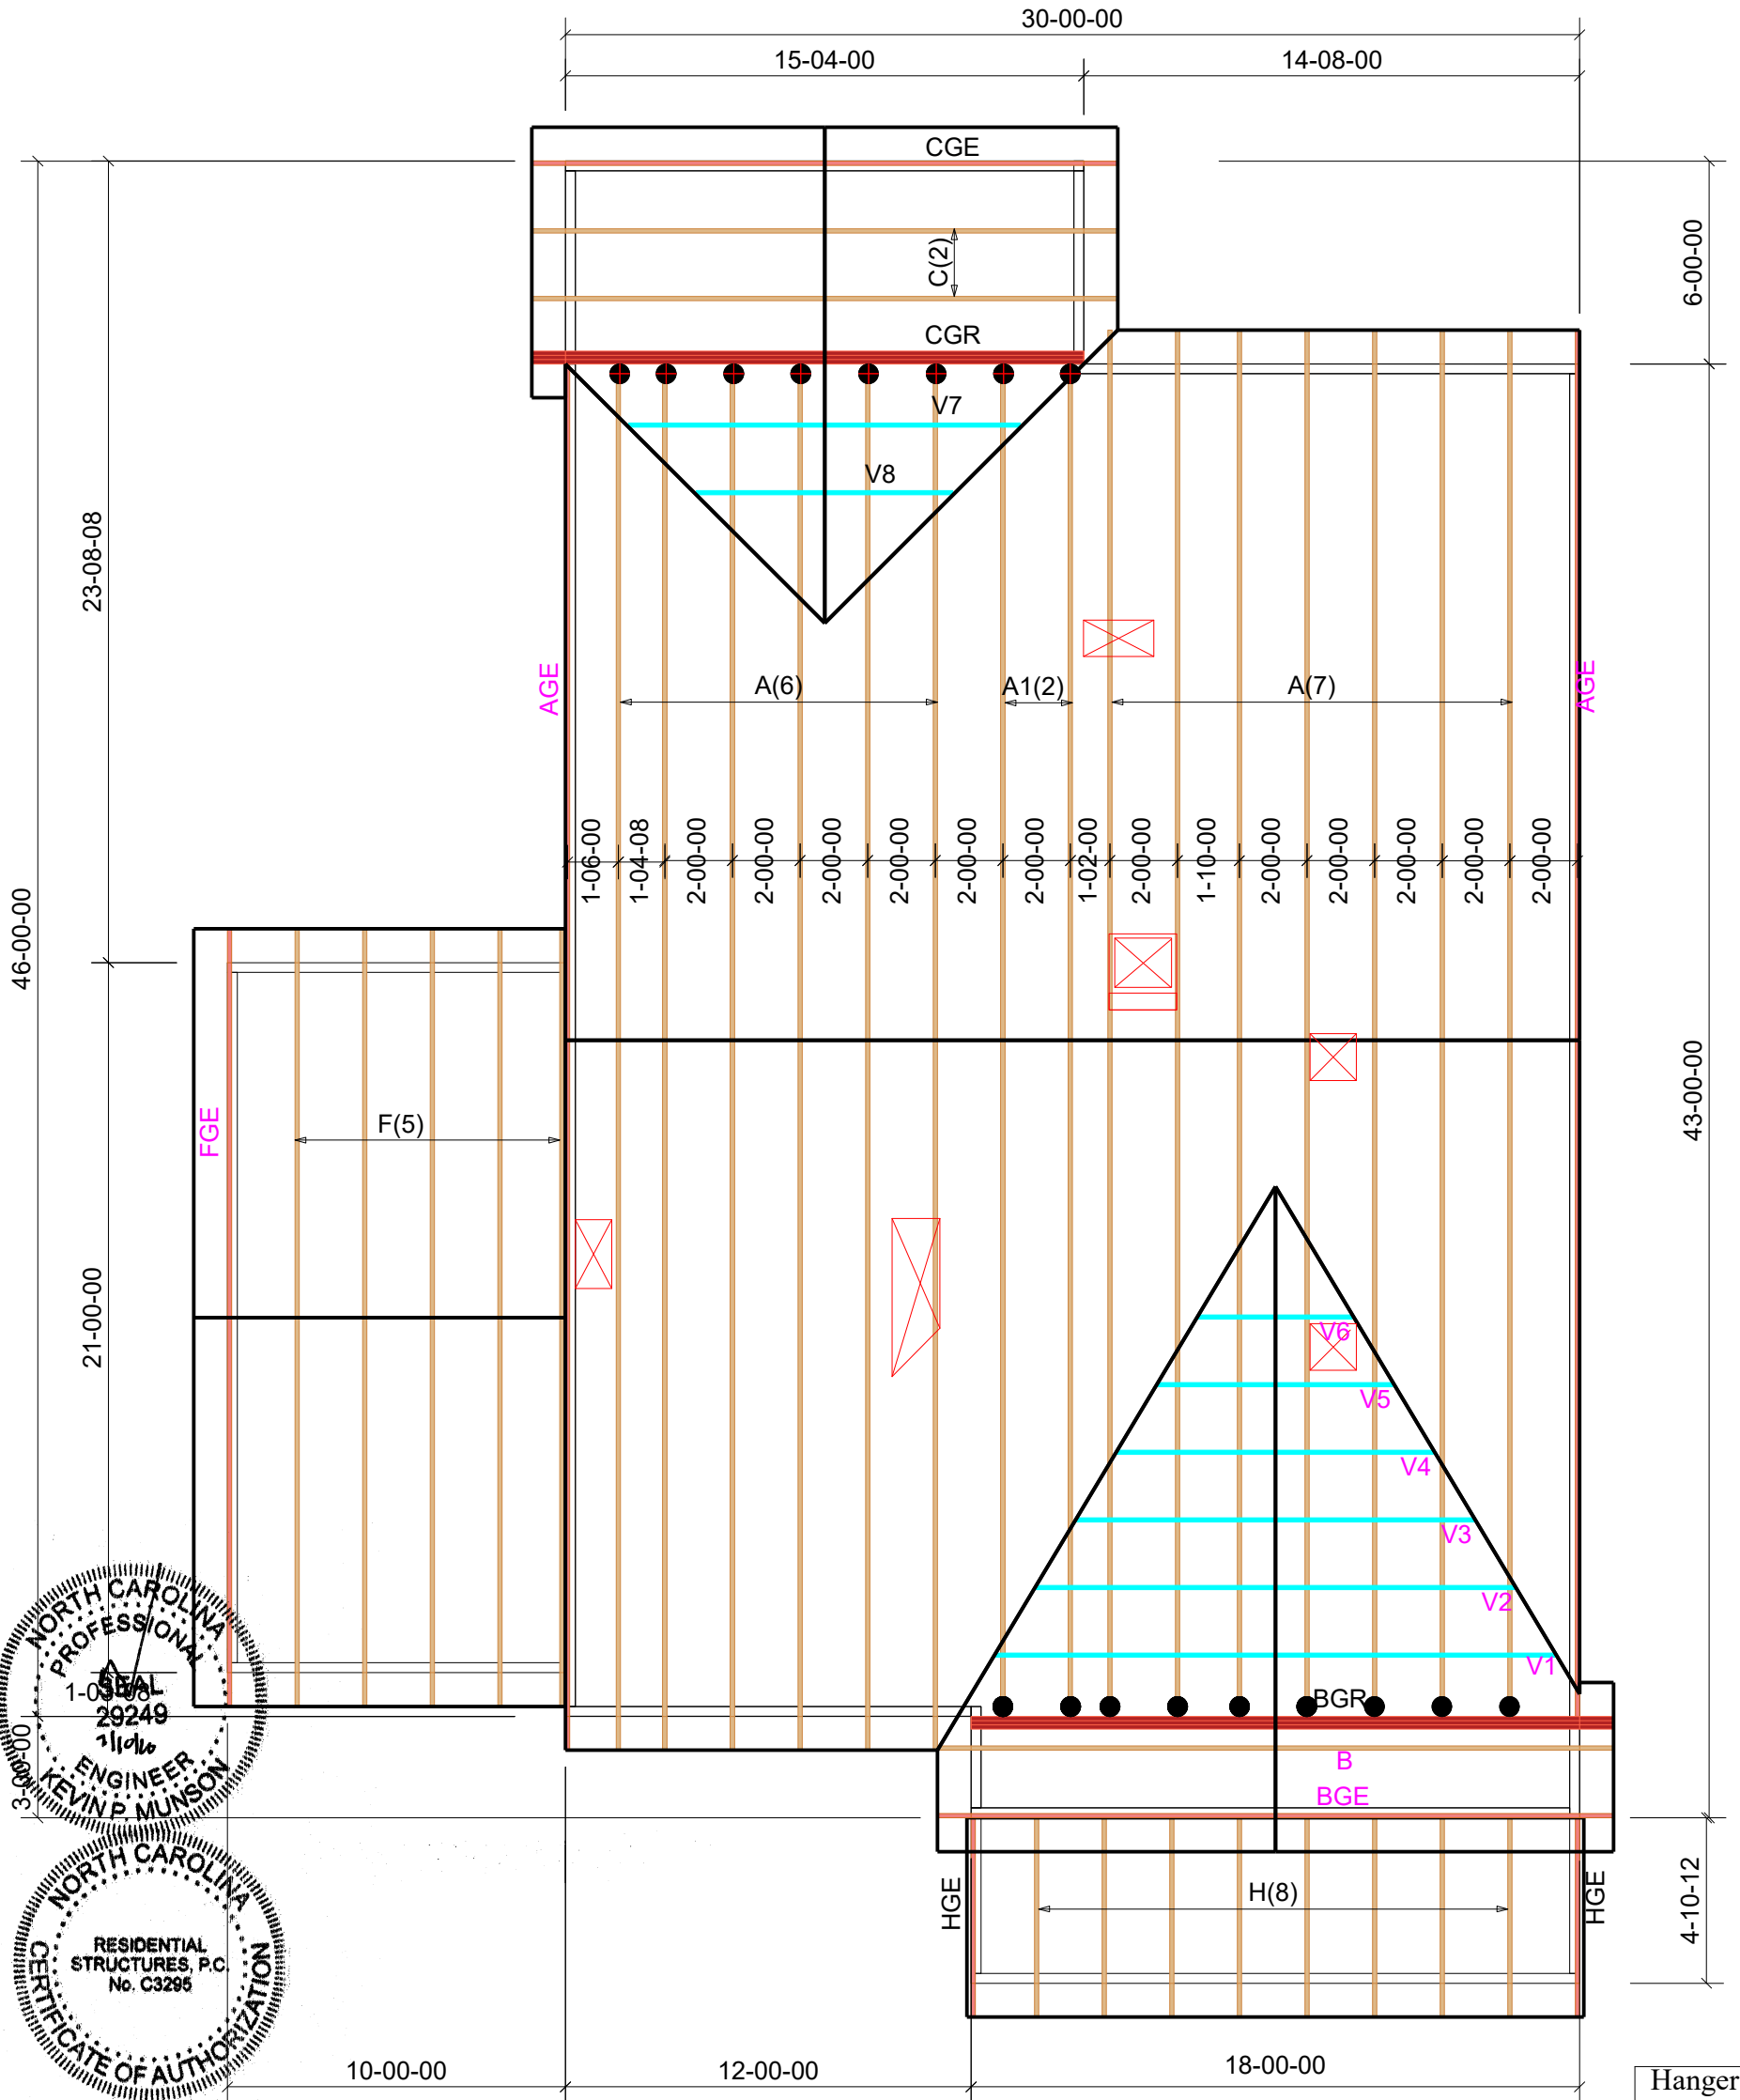 30-00-00
15-04-00
14-08-00
CGE
C(2)
CGR
6-00-00
V7
V8
23-08-08
46-00-00
AGE
A(6)
A1(2)
A(7)
AGE
1-06-00
1-04-08
2-00-00
2-00-00
2-00-00
2-00-00
2-00-00
2-00-00
1-02-00
2-00-00
1-10-00
2-00-00
2-00-00
2-00-00
2-00-00
2-00-00
43-00-00
FGE
F(5)
21-00-00
V6
V5
V4
V3
V2
V1
BGR
B
BGE
3-00-00
NORTH CAROLINA
PROFESSIONAL
SEAL
29249
ENGINEER
KEVIN P. MUNSON
NORTH CAROLINA
RESIDENTIAL
STRUCTURES, P.C.
No. C3295
CERTIFICATE OF AUTHORIZATION
HGE
H(8)
HGE
4-10-12
10-00-00
12-00-00
18-00-00
Hanger